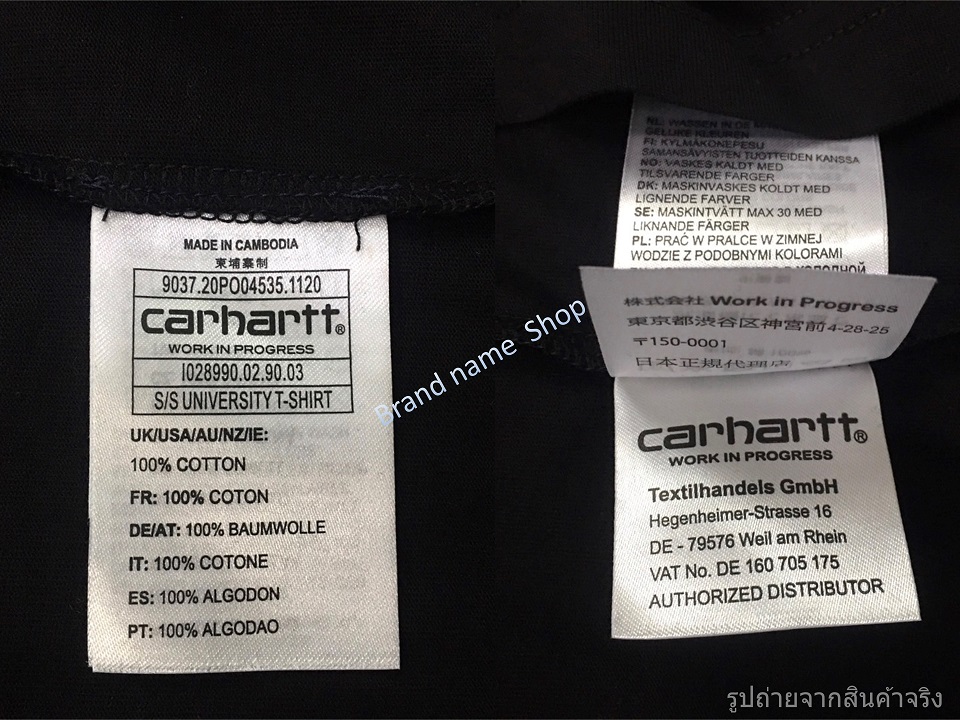 MADE IN CAMBODIA
柬埔寨制
9037.20PO04535.1120
carhartt®
WORK IN PROGRESS
I028990.02.90.03
S/S UNIVERSITY T-SHIRT
UK/USA/AU/NZ/IE:
100% COTTON
FR: 100% COTON
DE/AT: 100% BAUMWOLLE
IT: 100% COTONE
ES: 100% ALGODON
PT: 100% ALGODAO
Brand name Shop
NL: WASSEN IN DE
GELIJKE KLEUREN
FI: KYLMÄKONEPESU
SAMANSÄVYISTEN TUOTTEIDEN KANSSA
NO: VASKES KALDT MED
TILSVARENDE FARGER
DK: MASKINVASKES KOLDT MED
LIGNENDE FARVER
SE: MASKINTVÄTT MAX 30 MED
LIKNANDE FÄRGER
PL: PRAĆ W PRALCE W ZIMNEJ
WODZIE Z PODOBNYMI KOLORAMI
株式会社 Work in Progress
東京都渋谷区神宮前4-28-25
〒150-0001
日本正規代理店
carhartt®
WORK IN PROGRESS
Textilhandels GmbH
Hegenheimer-Strasse 16
DE - 79576 Weil am Rhein
VAT No. DE 160 705 175
AUTHORIZED DISTRIBUTOR
รูปถ่ายจากสินค้าจริง